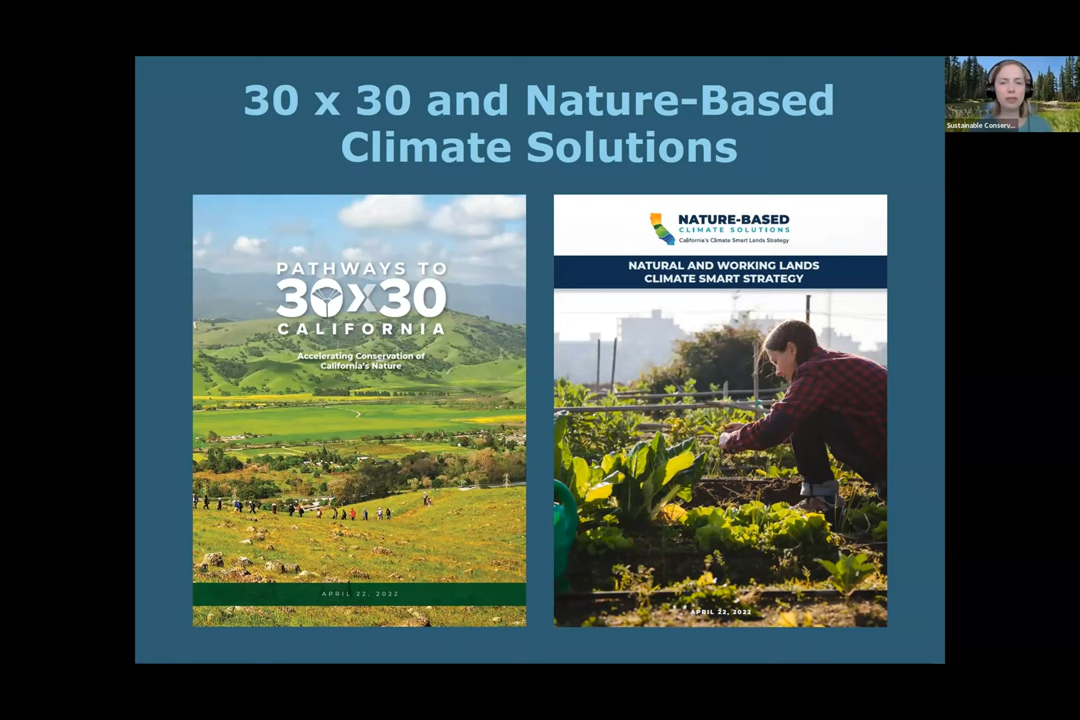 30 x 30 and Nature-Based
Climate Solutions
PATHWAYS TO
30x30
CALIFORNIA
Accelerating Conservation of
California's Nature
APRIL 22, 2022
NATURE-BASED
CLIMATE SOLUTIONS
California's Climate Smart Lands Strategy
NATURAL AND WORKING LANDS
CLIMATE SMART STRATEGY
APRIL 22, 2022
Sustainable Conserv...